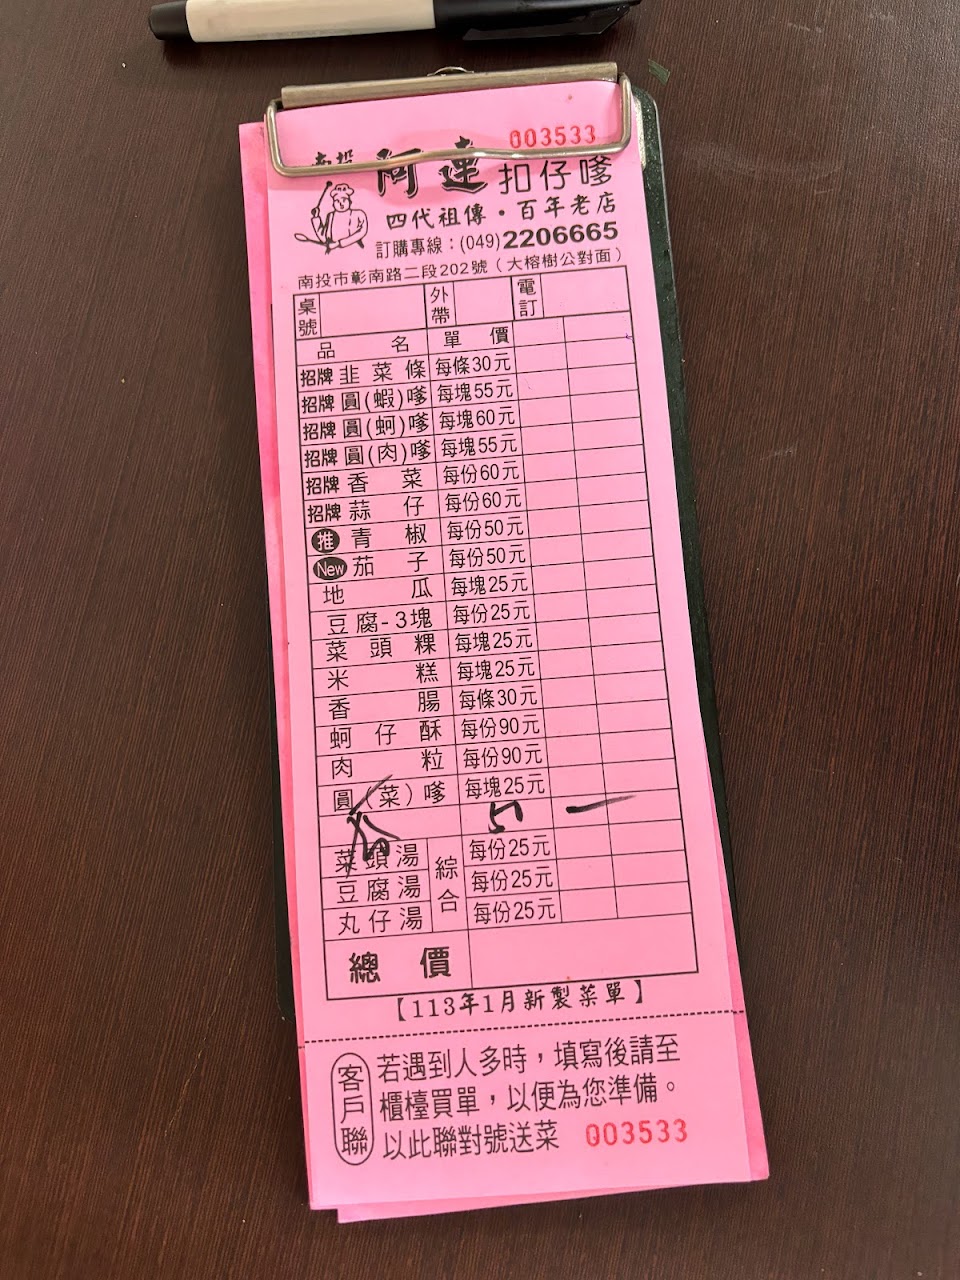 003533
南投 阿連 扣仔嗲
四代祖傳・百年老店
訂購專線：(049)2206665
南投市彰南路二段202號（大榕樹公對面）
桌號 外帶 電訂
品名 單價
招牌 韭菜條 每條30元
招牌 圓(蝦)嗲 每塊55元
招牌 圓(蚵)嗲 每塊60元
招牌 圓(肉)嗲 每塊55元
招牌 香菜 每份60元
招牌 蒜仔 每份60元
推 青椒 每份50元
New 茄子 每份50元
地瓜 每塊25元
豆腐-3塊 每份25元
菜頭粿 每塊25元
米糕 每塊25元
香腸 每條30元
蚵仔酥 每份90元
肉粒 每份90元
圓(菜)嗲 每塊25元
菜頭湯 綜合 每份25元
豆腐湯 每份25元
丸仔湯 每份25元
總價
【113年1月新製菜單】
客戶聯
若遇到人多時，填寫後請至
櫃檯買單，以便為您準備。
以此聯對號送菜 003533